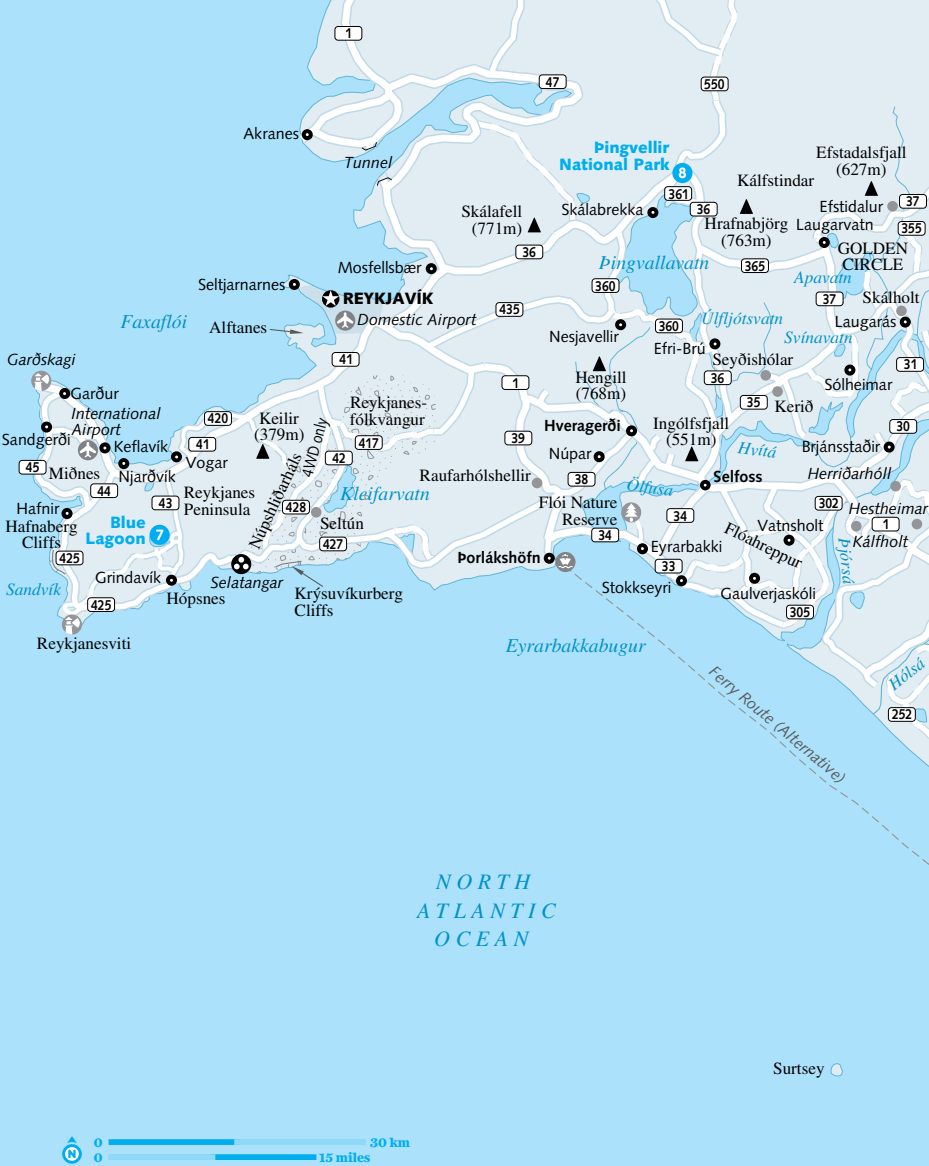 1
47
550
Akranes
Tunnel
Þingvellir
National Park
8
Efstadalsfjall
(627m)
Kálfstindar
361
36
Efstidalur
37
Skálafell
(771m)
Skálabrekka
Hrafnabjörg
(763m)
Laugarvatn
355
36
GOLDEN
CIRCLE
Mosfellsbær
Þingvallavatn
365
Apavatn
Seltjarnarnes
REYKJAVÍK
360
37
Skálholt
Faxaflói
Alftanes
Domestic Airport
435
Nesjavellir
360
Úlfljótsvatn
Laugarás
Svínavatn
Efri-Brú
Garðskagi
41
Seyðishólar
31
Garður
1
Hengill
(768m)
36
Sólheimar
International
Airport
420
Keilir
(379m)
Reykjanes-
fólkvangur
35
Kerið
Sandgerði
Keflavík
41
4WD only
417
39
Hveragerði
Ingólfsfjall
(551m)
30
Hvítá
Brjánsstaðir
45
Miðnes
Njarðvík
Vogar
42
Núpar
44
Raufarhólshellir
38
Selfoss
Herriðarhóll
43
Reykjanes
Peninsula
Núpshlíðarháls
Kleifarvatn
Ölfusa
302
Hafnir
Hafnaberg
Cliffs
428
Seltún
Flói Nature
Reserve
34
Hestheimar
1
Blue
Lagoon
7
427
34
Vatnsholt
Flóahreppur
Kálfholt
425
Þorlákshöfn
Eyrarbakki
Þjórsá
Sandvík
Grindavík
Selatangar
33
425
Hópsnes
Krýsuvíkurberg
Cliffs
Stokkseyri
Gaulverjaskóli
305
Reykjanesviti
Eyrarbakkabugur
Hólsá
Ferry Route (Alternative)
252
NORTH
ATLANTIC
OCEAN
Surtsey
N
0
30 km
0
15 miles